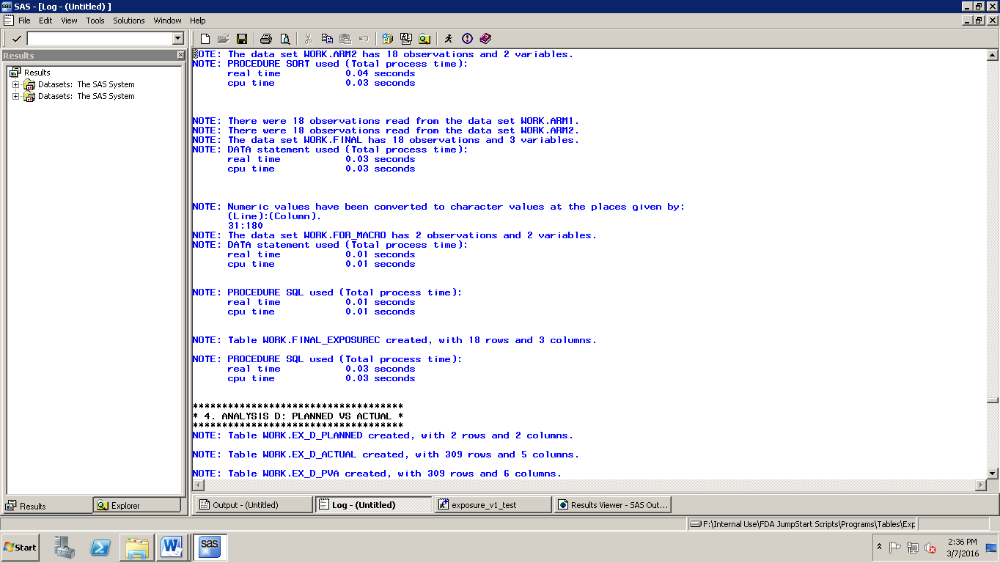 SAS - [Log - (Untitled) ]
File Edit View Tools Solutions Window Help
Results
Results
Datasets: The SAS System
Datasets: The SAS System
NOTE: The data set WORK.ARM2 has 18 observations and 2 variables.
NOTE: PROCEDURE SORT used (Total process time):
real time 0.04 seconds
cpu time 0.03 seconds
NOTE: There were 18 observations read from the data set WORK.ARM1.
NOTE: There were 18 observations read from the data set WORK.ARM2.
NOTE: The data set WORK.FINAL has 18 observations and 3 variables.
NOTE: DATA statement used (Total process time):
real time 0.03 seconds
cpu time 0.03 seconds
NOTE: Numeric values have been converted to character values at the places given by:
(Line):(Column).
31:180
NOTE: The data set WORK.FOR_MACRO has 2 observations and 2 variables.
NOTE: DATA statement used (Total process time):
real time 0.01 seconds
cpu time 0.01 seconds
NOTE: PROCEDURE SQL used (Total process time):
real time 0.01 seconds
cpu time 0.01 seconds
NOTE: Table WORK.FINAL_EXPOSUREC created, with 18 rows and 3 columns.
NOTE: PROCEDURE SQL used (Total process time):
real time 0.03 seconds
cpu time 0.03 seconds
************************************
* 4. ANALYSIS D: PLANNED VS ACTUAL *
************************************
NOTE: Table WORK.EX_D_PLANNED created, with 2 rows and 2 columns.
NOTE: Table WORK.EX_D_ACTUAL created, with 309 rows and 5 columns.
NOTE: Table WORK.EX_D_PVA created, with 309 rows and 6 columns.
Results Explorer
Output - (Untitled) Log - (Untitled) exposure_v1_test Results Viewer - SAS Out...
F:\Internal Use\FDA JumpStart Scripts\Programs\Tables\Exp
Start sas 2:36 PM
3/7/2016